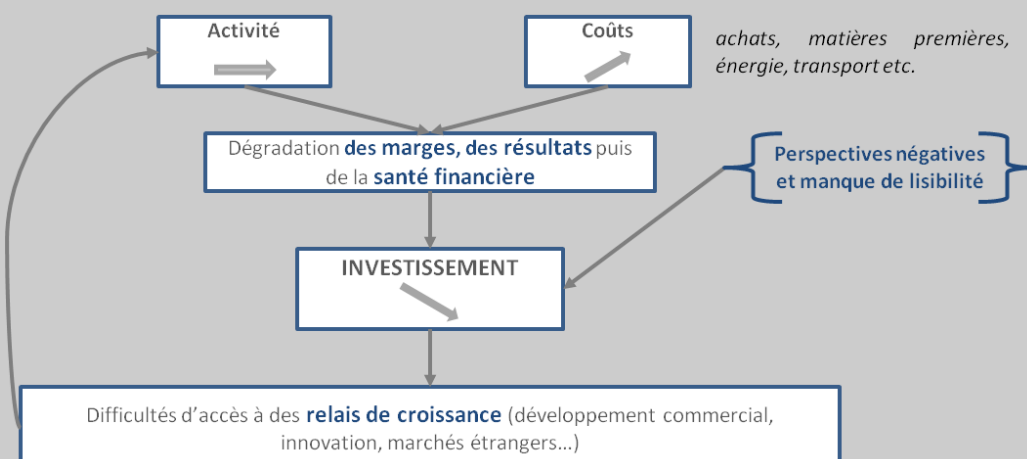 Activité
Coûts
achats, matières premières,
énergie, transport etc.
Dégradation des marges, des résultats puis
de la santé financière
Perspectives négatives
et manque de lisibilité
INVESTISSEMENT
Difficultés d’accès à des relais de croissance (développement commercial,
innovation, marchés étrangers…)